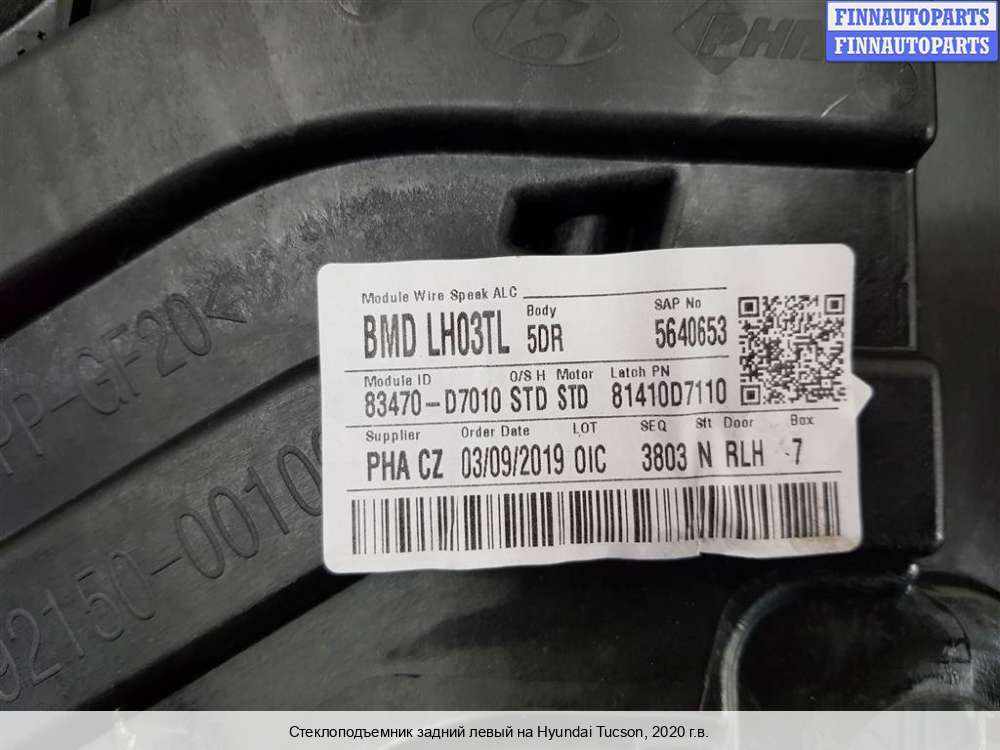 FINNAUTOPARTS
FINNAUTOPARTS
PP-GF20<
92150-0010
Module Wire Speak ALC Body SAP No
BMD LH03TL 5DR 5640653
Module ID O/S H Motor Latch PN
83470-D7010 STD STD 81410D7110
Supplier Order Date LOT SEQ Sft Door Box
PHA CZ 03/09/2019 OIC 3803 N RLH 7
Стеклоподъемник задний левый на Hyundai Tucson, 2020 г.в.